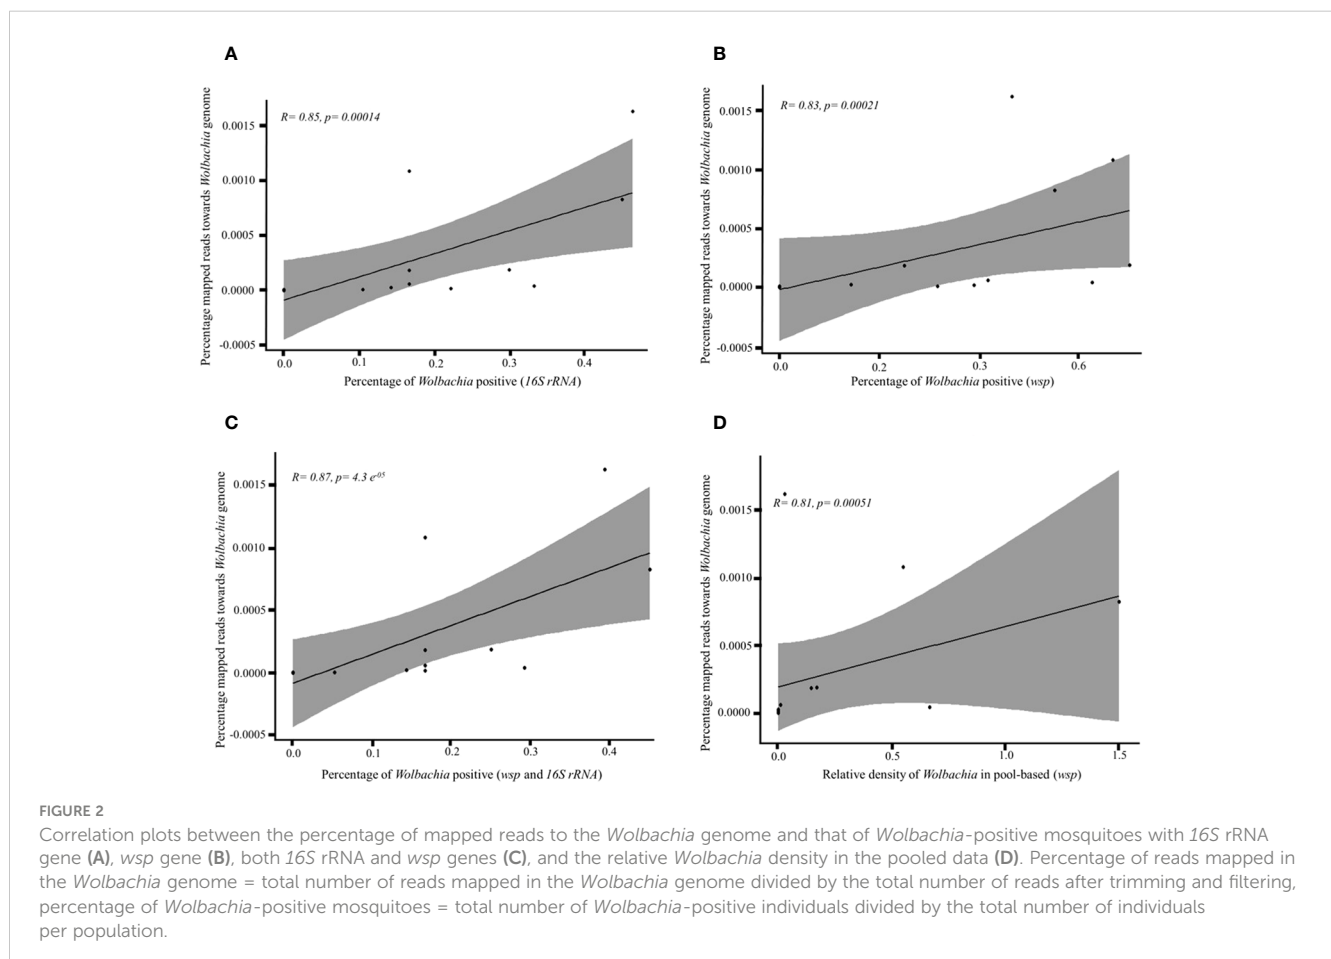 A
Percentage mapped reads towards Wolbachia genome
R= 0.85, p= 0.00014
0.0015
0.0010
0.0005
0.0000
-0.0005
0.0 0.1 0.2 0.3 0.4
Percentage of Wolbachia positive (16S rRNA)
B
Percentage mapped reads towards Wolbachia genome
R= 0.83, p= 0.00021
0.0015
0.0010
0.0005
0.0000
-0.0005
0.0 0.2 0.3 0.6
Percentage of Wolbachia positive (wsp)
C
Percentage mapped reads towards Wolbachia genome
R= 0.87, p= 4.3 e-05
0.0015
0.0010
0.0005
0.0000
-0.0005
0.0 0.1 0.2 0.3 0.4
Percentage of Wolbachia positive (wsp and 16S rRNA)
D
Percentage mapped reads towards Wolbachia genome
R= 0.81, p= 0.00051
0.0015
0.0010
0.0005
0.0000
0.0 0.5 1.0 1.5
Relative density of Wolbachia in pool-based (wsp)
FIGURE 2
Correlation plots between the percentage of mapped reads to the Wolbachia genome and that of Wolbachia-positive mosquitoes with 16S rRNA
gene (A), wsp gene (B), both 16S rRNA and wsp genes (C), and the relative Wolbachia density in the pooled data (D). Percentage of reads mapped in
the Wolbachia genome = total number of reads mapped in the Wolbachia genome divided by the total number of reads after trimming and filtering,
percentage of Wolbachia-positive mosquitoes = total number of Wolbachia-positive individuals divided by the total number of individuals
per population.